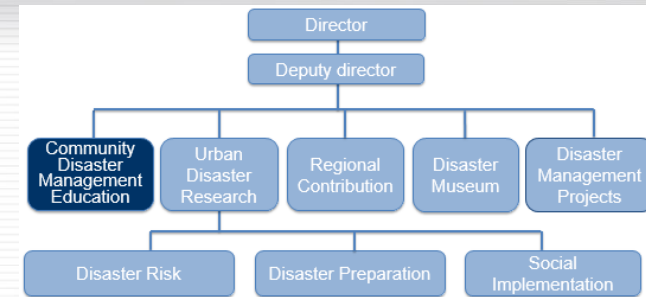 Director
Deputy director
Community
Disaster
Management
Education
Urban
Disaster
Research
Regional
Contribution
Disaster
Museum
Disaster
Management
Projects
Disaster Risk
Disaster Preparation
Social
Implementation